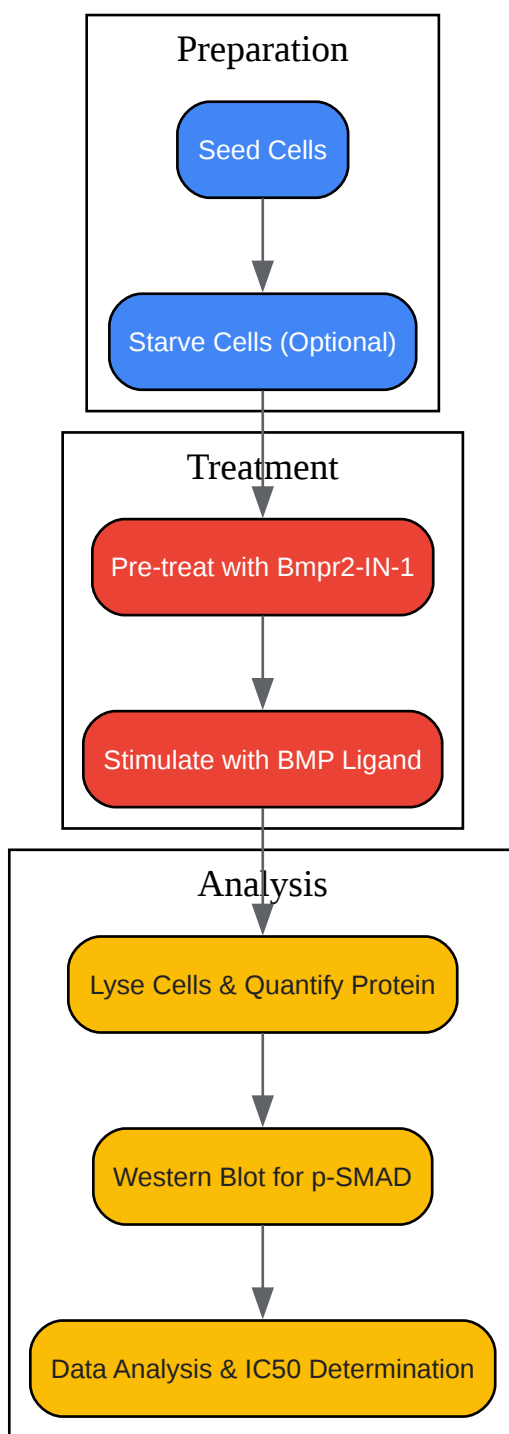 Preparation
Seed Cells
Starve Cells (Optional)
Treatment
Pre-treat with Bmpr2-IN-1
Stimulate with BMP Ligand
Analysis
Lyse Cells & Quantify Protein
Western Blot for p-SMAD
Data Analysis & IC50 Determination